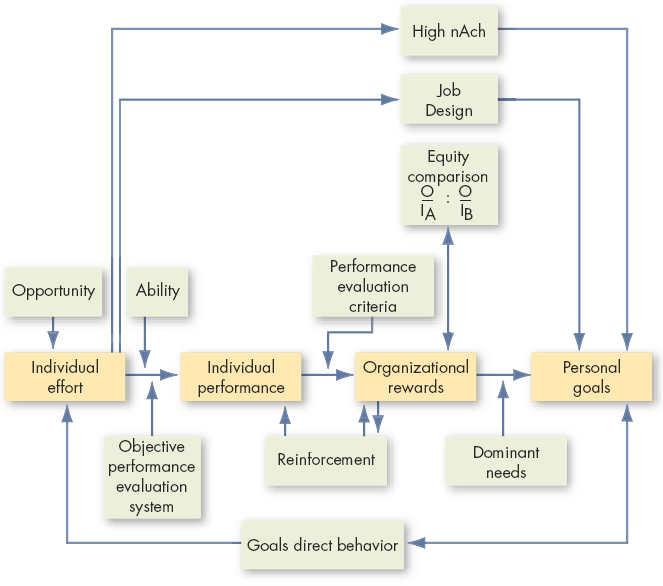 High nAch
Job
Design
Equity
comparison
O : O
IA IB
Performance
evaluation
criteria
Opportunity
Ability
Individual
effort
Individual
performance
Organizational
rewards
Personal
goals
Objective
performance
evaluation
system
Reinforcement
Dominant
needs
Goals direct behavior